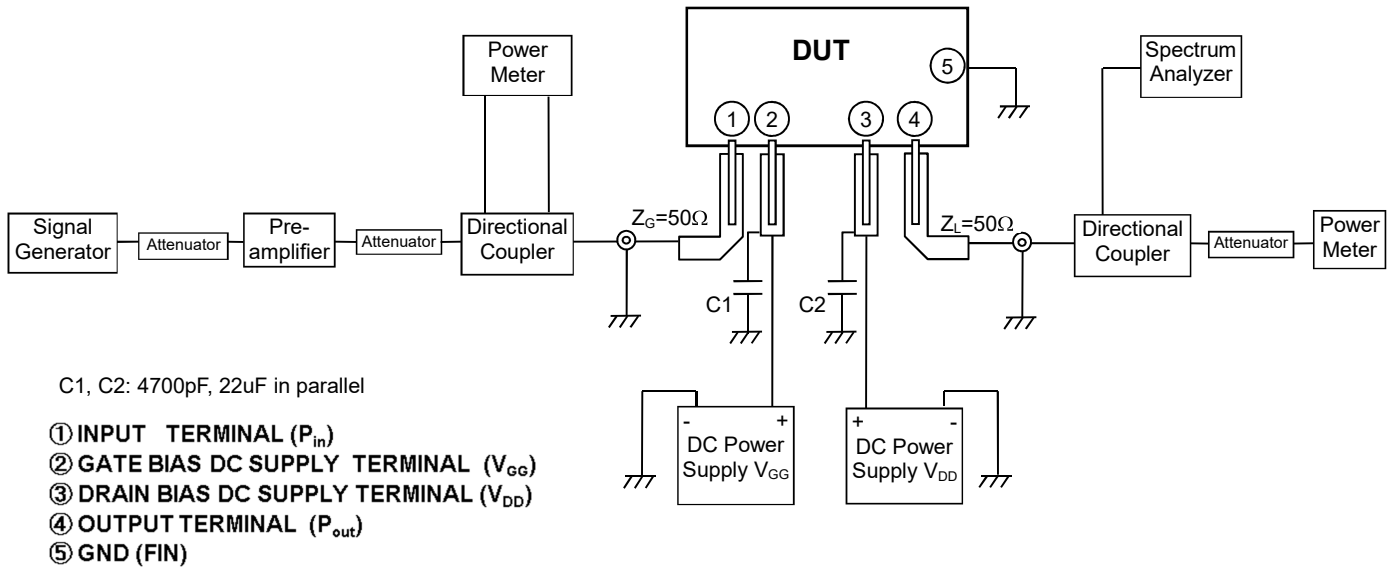 Power
Meter
DUT
5
Spectrum
Analyzer
1
2
3
4
Signal
Generator
Attenuator
Pre-
amplifier
Attenuator
Directional
Coupler
Z_G=50Ω
Z_L=50Ω
Directional
Coupler
Attenuator
Power
Meter
C1
C2
C1, C2: 4700pF, 22uF in parallel
- +
DC Power
Supply V_GG
+ -
DC Power
Supply V_DD
① INPUT TERMINAL (P_in)
② GATE BIAS DC SUPPLY TERMINAL (V_GG)
③ DRAIN BIAS DC SUPPLY TERMINAL (V_DD)
④ OUTPUT TERMINAL (P_out)
⑤ GND (FIN)